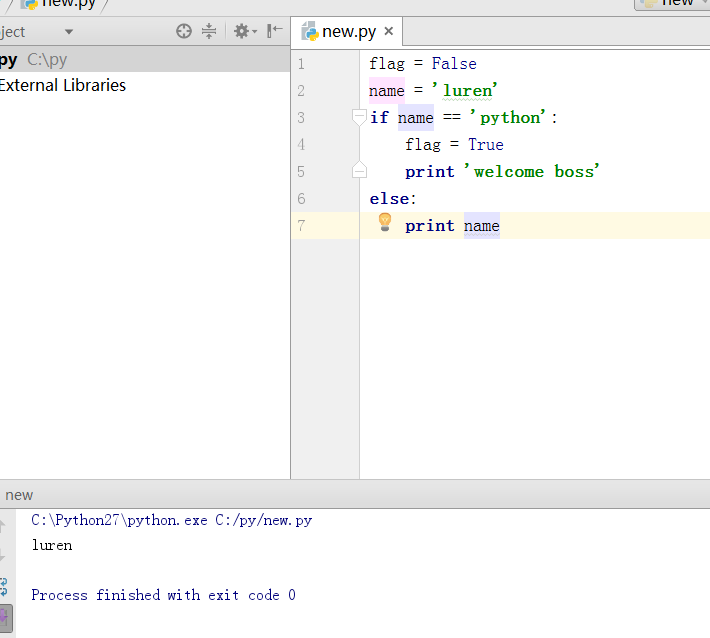 new.py
new
ject
new.py
py C:\py
External Libraries
1 flag = False
2 name = 'luren'
3 if name == 'python':
4 flag = True
5 print 'welcome boss'
6 else:
7 print name
new
C:\Python27\python.exe C:/py/new.py
luren
Process finished with exit code 0